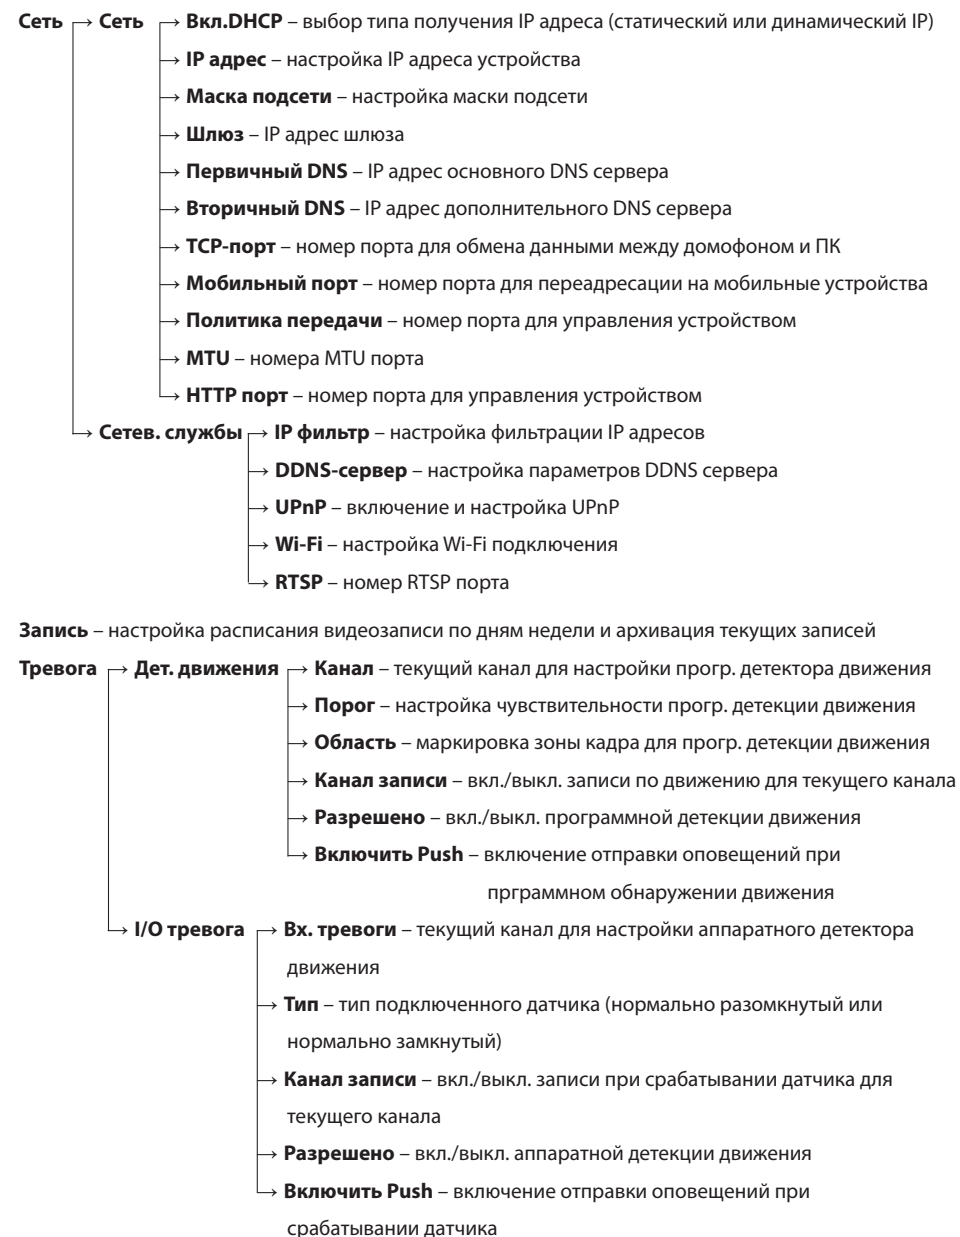 Сеть → Сеть → Вкл.DHCP – выбор типа получения IP адреса (статический или динамический IP)
→ IP адрес – настройка IP адреса устройства
→ Маска подсети – настройка маски подсети
→ Шлюз – IP адрес шлюза
→ Первичный DNS – IP адрес основного DNS сервера
→ Вторичный DNS – IP адрес дополнительного DNS сервера
→ TCP-порт – номер порта для обмена данными между домофоном и ПК
→ Мобильный порт – номер порта для переадресации на мобильные устройства
→ Политика передачи – номер порта для управления устройством
→ MTU – номера MTU порта
→ HTTP порт – номер порта для управления устройством
→ Сетев. службы → IP фильтр – настройка фильтрации IP адресов
→ DDNS-сервер – настройка параметров DDNS сервера
→ UPnP – включение и настройка UPnP
→ Wi-Fi – настройка Wi-Fi подключения
→ RTSP – номер RTSP порта
Запись – настройка расписания видеозаписи по дням недели и архивация текущих записей
Тревога → Дет. движения → Канал – текущий канал для настройки прогр. детектора движения
→ Порог – настройка чувствительности прогр. детекции движения
→ Область – маркировка зоны кадра для прогр. детекции движения
→ Канал записи – вкл./выкл. записи по движению для текущего канала
→ Разрешено – вкл./выкл. программной детекции движения
→ Включить Push – включение отправки оповещений при
прграммном обнаружении движения
→ I/O тревога → Вх. тревоги – текущий канал для настройки аппаратного детектора
движения
→ Тип – тип подключенного датчика (нормально разомкнутый или
нормально замкнутый)
→ Канал записи – вкл./выкл. записи при срабатывании датчика для
текущего канала
→ Разрешено – вкл./выкл. аппаратной детекции движения
→ Включить Push – включение отправки оповещений при
срабатывании датчика